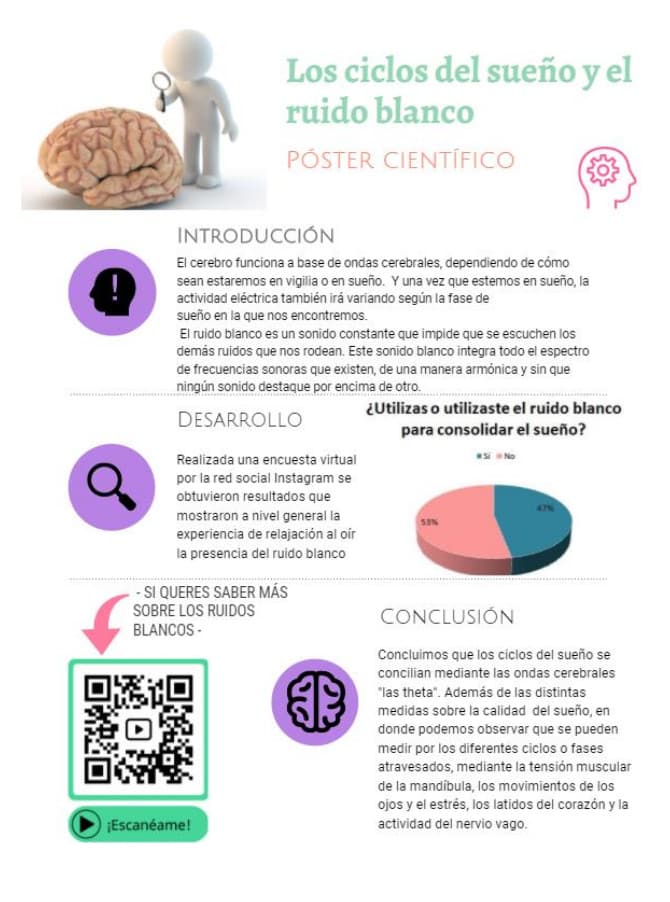 Los ciclos del sueño y el
ruido blanco
PÓSTER CIENTÍFICO
INTRODUCCIÓN
El cerebro funciona a base de ondas cerebrales, dependiendo de cómo
sean estaremos en vigilia o en sueño. Y una vez que estemos en sueño, la
actividad eléctrica también irá variando según la fase de
sueño en la que nos encontremos.
El ruido blanco es un sonido constante que impide que se escuchen los
demás ruidos que nos rodean. Este sonido blanco integra todo el espectro
de frecuencias sonoras que existen, de una manera armónica y sin que
ningún sonido destaque por encima de otro.
DESARROLLO
Realizada una encuesta virtual
por la red social Instagram se
obtuvieron resultados que
mostraron a nivel general la
experiencia de relajación al oír
la presencia del ruido blanco
¿Utilizas o utilizaste el ruido blanco
para consolidar el sueño?
Sí No
53%
47%
- SI QUERES SABER MÁS
SOBRE LOS RUIDOS
BLANCOS -
¡Escanéame!
CONCLUSIÓN
Concluimos que los ciclos del sueño se
concilian mediante las ondas cerebrales
"las theta". Además de las distintas
medidas sobre la calidad del sueño, en
donde podemos observar que se pueden
medir por los diferentes ciclos o fases
atravesados, mediante la tensión muscular
de la mandíbula, los movimientos de los
ojos y el estrés, los latidos del corazón y la
actividad del nervio vago.